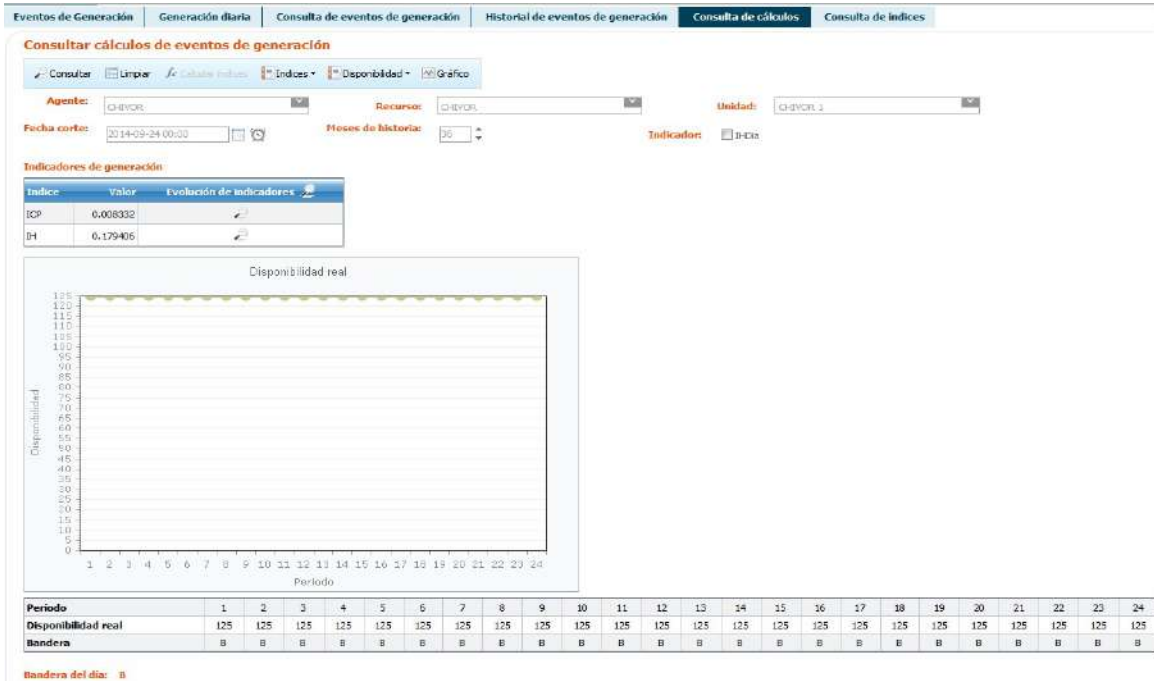 Eventos de Generación Generación diaria Consulta de eventos de generación Historial de eventos de generación Consulta de cálculos Consulta de índices
Consultar cálculos de eventos de generación
Consultar Limpiar fx Calcular índices Indices Disponibilidad Gráfico
Agente: CHIVOR Recurso: CHIVOR Unidad: CHIVOR 1
Fecha corte: 2014-09-24 00:00 Meses de historia: 36 Indicador: IHDía
Indicadores de generación
Indice Valor Evolución de indicadores
ICP 0.008332
IH 0.179406
Disponibilidad real
125
120
115
110
105
100
95
90
85
80
75
70
65
60
55
50
45
40
35
30
25
20
15
10
5
0
Disponibilidad
1 2 3 4 5 6 7 8 9 10 11 12 13 14 15 16 17 18 19 20 21 22 23 24
Periodo
Periodo 1 2 3 4 5 6 7 8 9 10 11 12 13 14 15 16 17 18 19 20 21 22 23 24
Disponibilidad real 125 125 125 125 125 125 125 125 125 125 125 125 125 125 125 125 125 125 125 125 125 125 125 125
Bandera B B B B B B B B B B B B B B B B B B B B B B B B
Bandera del día: B